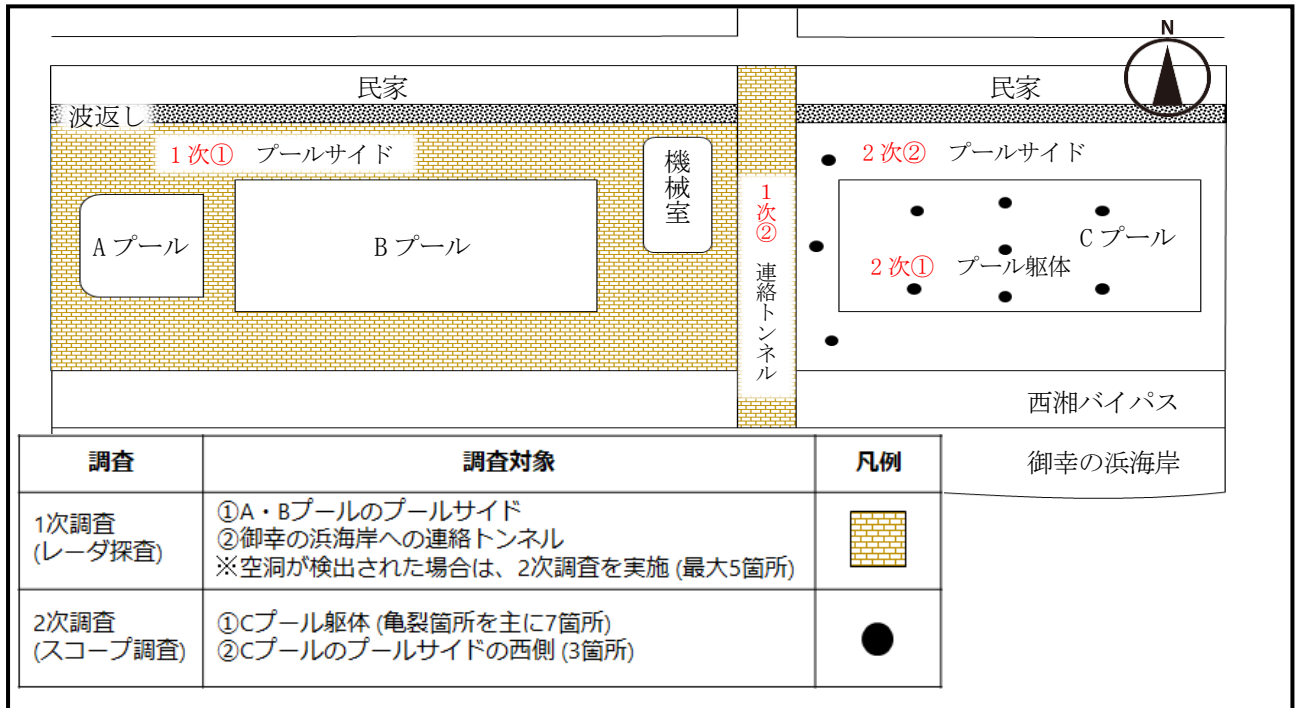 N
民家
民家
波返し
1次① プールサイド
機械室
2次② プールサイド
Aプール
Bプール
1次② 連絡トンネル
Cプール
2次① プール躯体
西湘バイパス
御幸の浜海岸
調査 調査対象 凡例
1次調査
(レーダ探査)
①A・Bプールのプールサイド
②御幸の浜海岸への連絡トンネル
※空洞が検出された場合は、2次調査を実施 (最大5箇所)
2次調査
(スコープ調査)
①Cプール躯体 (亀裂箇所を主に7箇所)
②Cプールのプールサイドの西側 (3箇所)